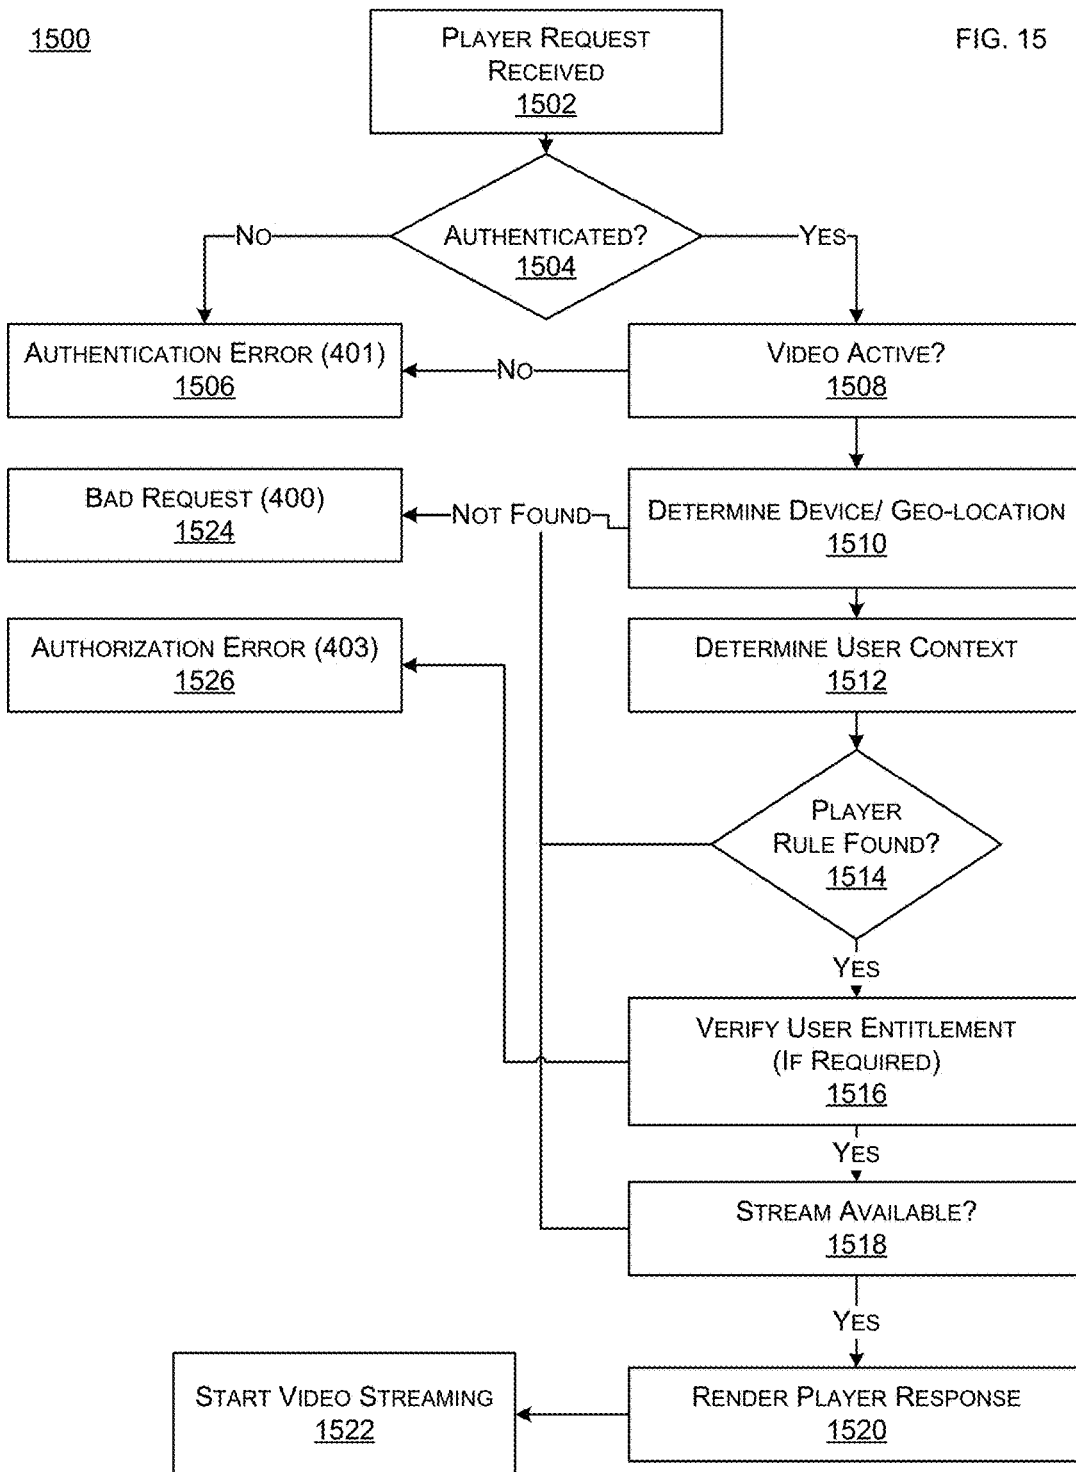 1500
FIG. 15
PLAYER REQUEST
RECEIVED
1502
AUTHENTICATED?
1504
NO
YES
AUTHENTICATION ERROR (401)
1506
NO
VIDEO ACTIVE?
1508
BAD REQUEST (400)
1524
NOT FOUND
DETERMINE DEVICE/ GEO-LOCATION
1510
AUTHORIZATION ERROR (403)
1526
DETERMINE USER CONTEXT
1512
PLAYER
RULE FOUND?
1514
YES
VERIFY USER ENTITLEMENT
(IF REQUIRED)
1516
YES
STREAM AVAILABLE?
1518
YES
START VIDEO STREAMING
1522
RENDER PLAYER RESPONSE
1520